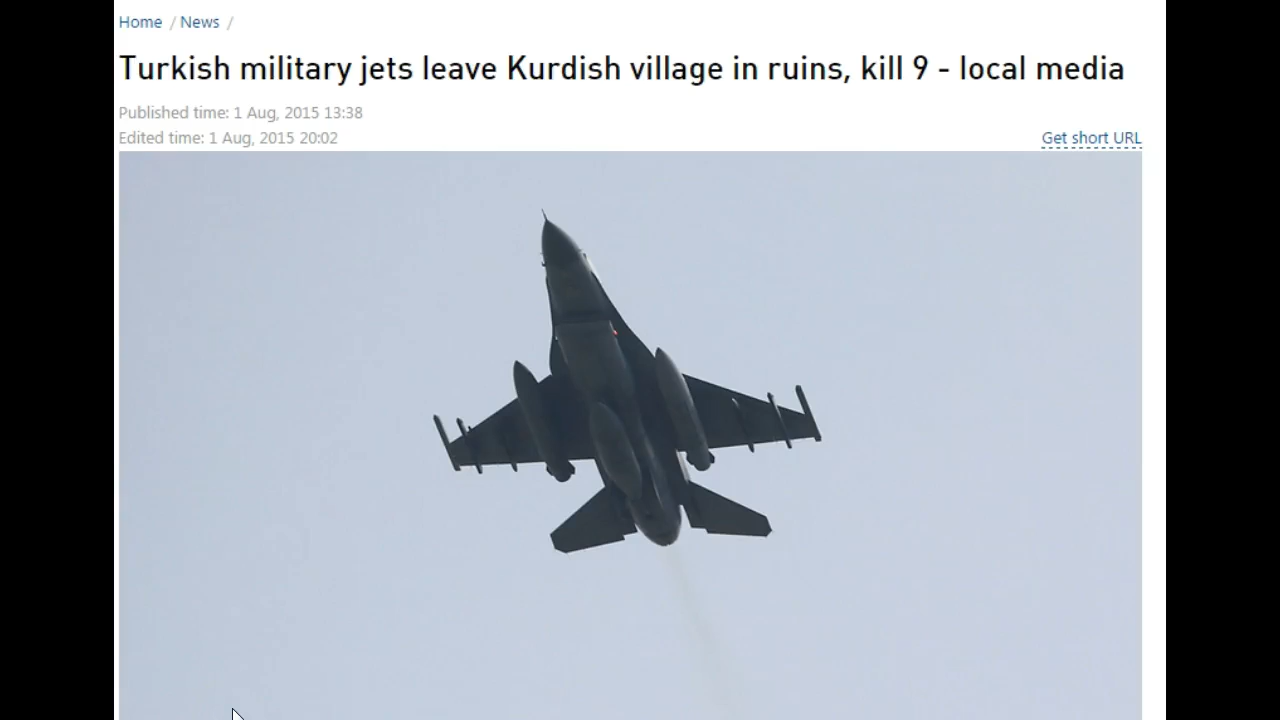 Home / News /
Turkish military jets leave Kurdish village in ruins, kill 9 - local media
Published time: 1 Aug, 2015 13:38
Edited time: 1 Aug, 2015 20:02
Get short URL